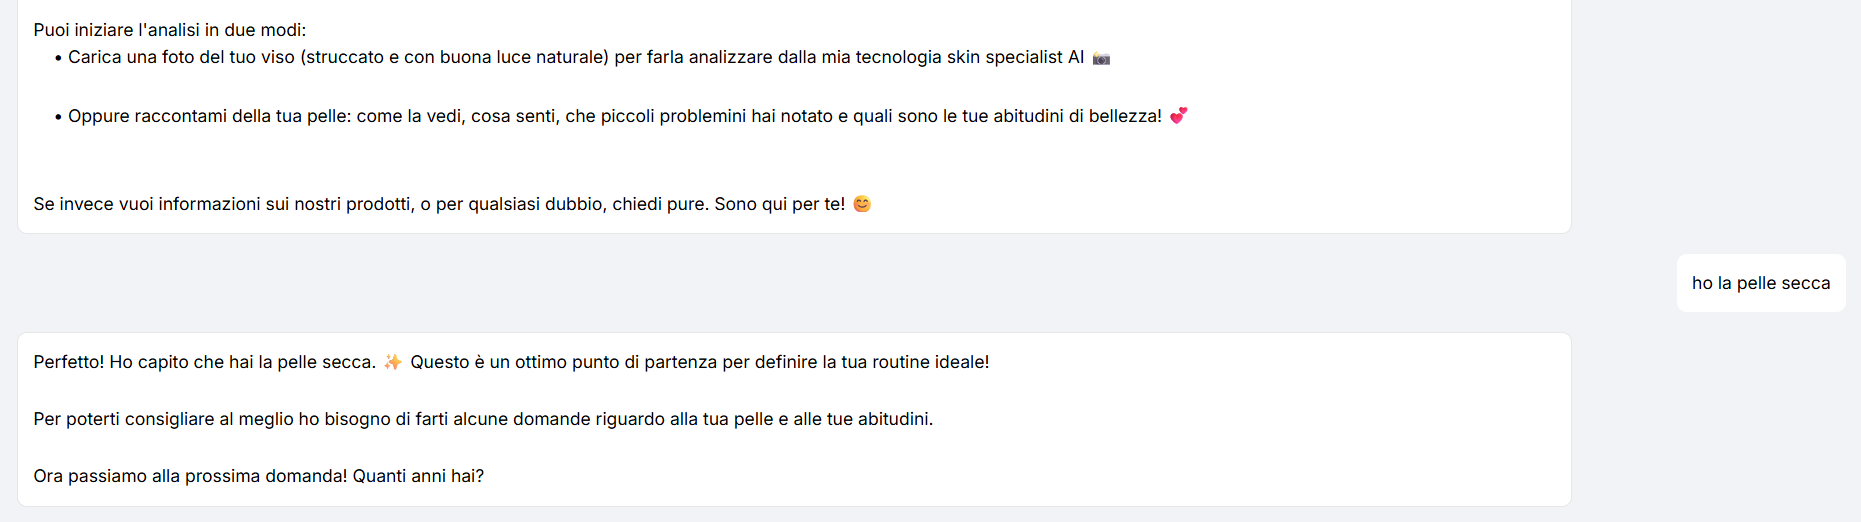 Puoi iniziare l'analisi in due modi:
• Carica una foto del tuo viso (struccato e con buona luce naturale) per farla analizzare dalla mia tecnologia skin specialist AI 📸
• Oppure raccontami della tua pelle: come la vedi, cosa senti, che piccoli problemini hai notato e quali sono le tue abitudini di bellezza! 💕
Se invece vuoi informazioni sui nostri prodotti, o per qualsiasi dubbio, chiedi pure. Sono qui per te! 😊
ho la pelle secca
Perfetto! Ho capito che hai la pelle secca. ✨ Questo è un ottimo punto di partenza per definire la tua routine ideale!
Per poterti consigliare al meglio ho bisogno di farti alcune domande riguardo alla tua pelle e alle tue abitudini.
Ora passiamo alla prossima domanda! Quanti anni hai?